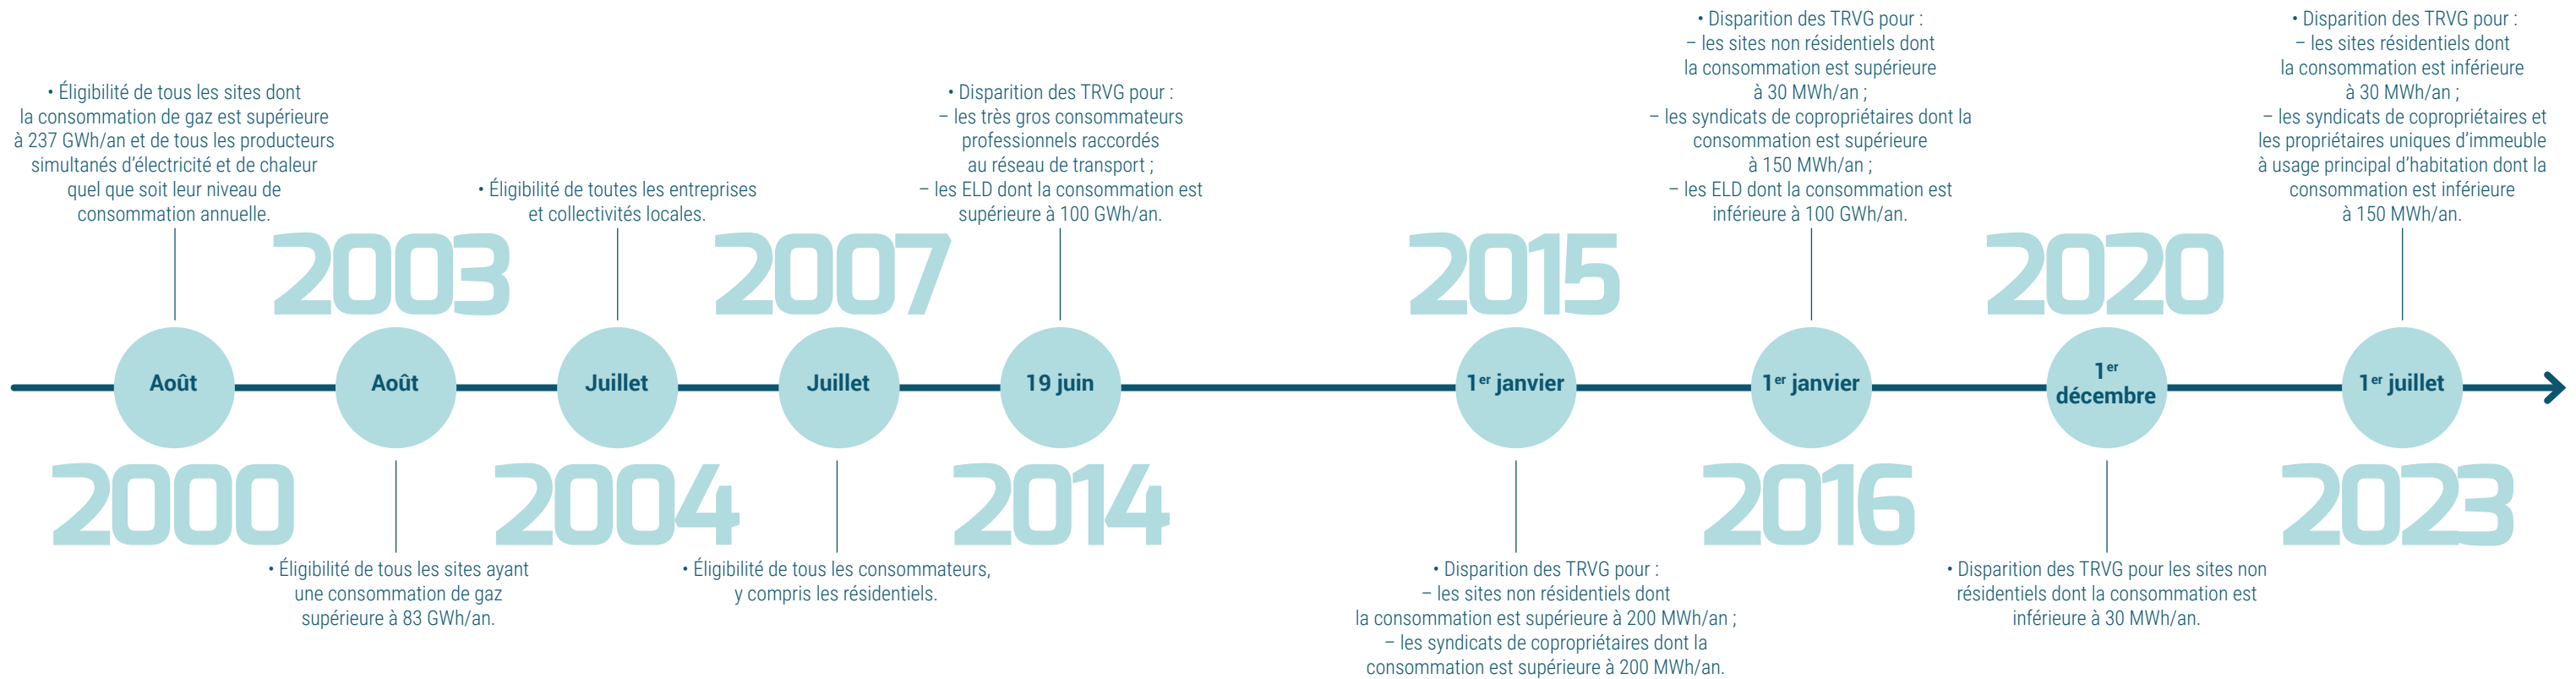 Août
2000
• Éligibilité de tous les sites dont
la consommation de gaz est supérieure
à 237 GWh/an et de tous les producteurs
simultanés d’électricité et de chaleur
quel que soit leur niveau de
consommation annuelle.
2003
Août
• Éligibilité de tous les sites ayant
une consommation de gaz
supérieure à 83 GWh/an.
• Éligibilité de toutes les entreprises
et collectivités locales.
Juillet
2004
2007
Juillet
• Éligibilité de tous les consommateurs,
y compris les résidentiels.
• Disparition des TRVG pour :
– les très gros consommateurs
professionnels raccordés
au réseau de transport ;
– les ELD dont la consommation est
supérieure à 100 GWh/an.
19 juin
2014
2015
1er janvier
• Disparition des TRVG pour :
– les sites non résidentiels dont
la consommation est supérieure à 200 MWh/an ;
– les syndicats de copropriétaires dont la
consommation est supérieure à 200 MWh/an.
• Disparition des TRVG pour :
– les sites non résidentiels dont
la consommation est supérieure
à 30 MWh/an ;
– les syndicats de copropriétaires dont la
consommation est supérieure
à 150 MWh/an ;
– les ELD dont la consommation est
inférieure à 100 GWh/an.
1er janvier
2016
2020
1er
décembre
• Disparition des TRVG pour les sites non
résidentiels dont la consommation est
inférieure à 30 MWh/an.
• Disparition des TRVG pour :
– les sites résidentiels dont
la consommation est inférieure
à 30 MWh/an ;
– les syndicats de copropriétaires et
les propriétaires uniques d’immeuble
à usage principal d’habitation dont la
consommation est inférieure
à 150 MWh/an.
1er juillet
2023